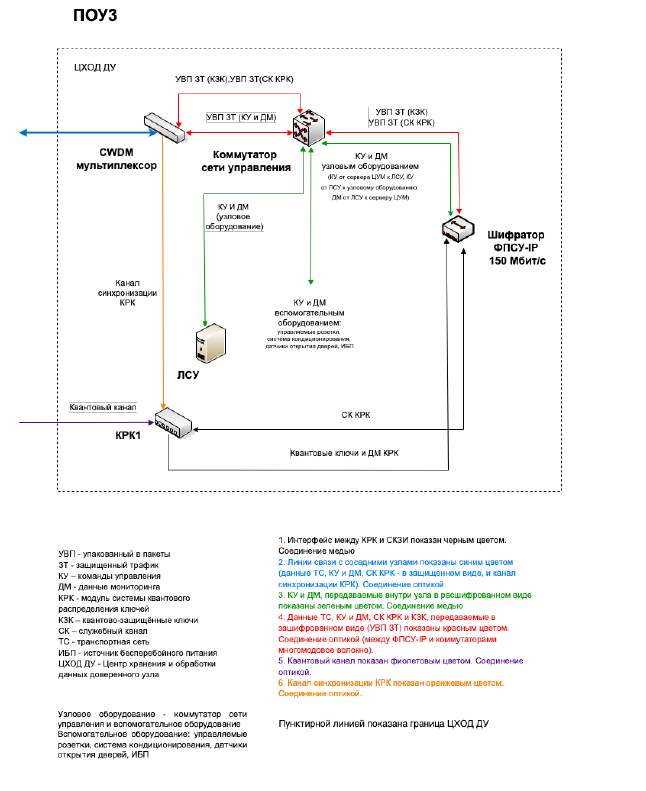 ПОУ3
ЦХОД ДУ
УВП ЗТ (КЗК),УВП ЗТ(СК КРК)
УВП ЗТ (КУ и ДМ)
УВП ЗТ (КЗК)
УВП ЗТ (СК КРК)
CWDM
мультиплексор
Коммутатор
сети управления
КУ и ДМ
узловым оборудованием
(КУ от сервера ЦУМ к ЛСУ, КУ
от ЛСУ к узловому оборудованию,
ДМ от ЛСУ к серверу ЦУМ)
КУ И ДМ
(узловое
оборудование)
Шифратор
ФПСУ-IP
150 Мбит/с
Канал
синхронизации
КРК
КУ и ДМ
вспомогательным
оборудованием:
управляемые розетки,
система кондиционирования,
датчики открытия дверей, ИБП
ЛСУ
Квантовый канал
СК КРК
КРК1
Квантовые ключи и ДМ КРК
УВП - упакованный в пакеты
ЗТ - защищенный трафик
КУ – команды управления
ДМ - данные мониторинга
КРК - модуль системы квантового
распределения ключей
КЗК – квантово-защищённые ключи
СК – служебный канал
ТС - транспортная сеть
ИБП - источник бесперебойного питания
ЦХОД ДУ - Центр хранения и обработки
данных доверенного узла
Узловое оборудование - коммутатор сети
управления и вспомогательное оборудование
Вспомогательное оборудование: управляемые
розетки, система кондиционирования, датчики
открытия дверей, ИБП
1. Интерфейс между КРК и СКЗИ показан черным цветом.
Соединение медью
2. Линии связи с соседними узлами показаны синим цветом
(данные ТС, КУ и ДМ, СК КРК - в защищенном виде, и канал
синхронизации КРК). Соединение оптикой
3. КУ и ДМ, передаваемые внутри узла в расшифрованном виде
показаны зеленым цветом. Соединение медью
4. Данные ТС, КУ и ДМ, СК КРК и КЗК, передаваемые в
зашифрованном виде (УВП ЗТ) показаны красным цветом.
Соединение оптикой (между ФПСУ-IP и коммутаторами
многомодовое волокно).
5. Квантовый канал показан фиолетовым цветом. Соединение
оптикой.
6. Канал синхронизации КРК показан оранжевым цветом.
Соединение оптикой.
Пунктирной линией показана граница ЦХОД ДУ